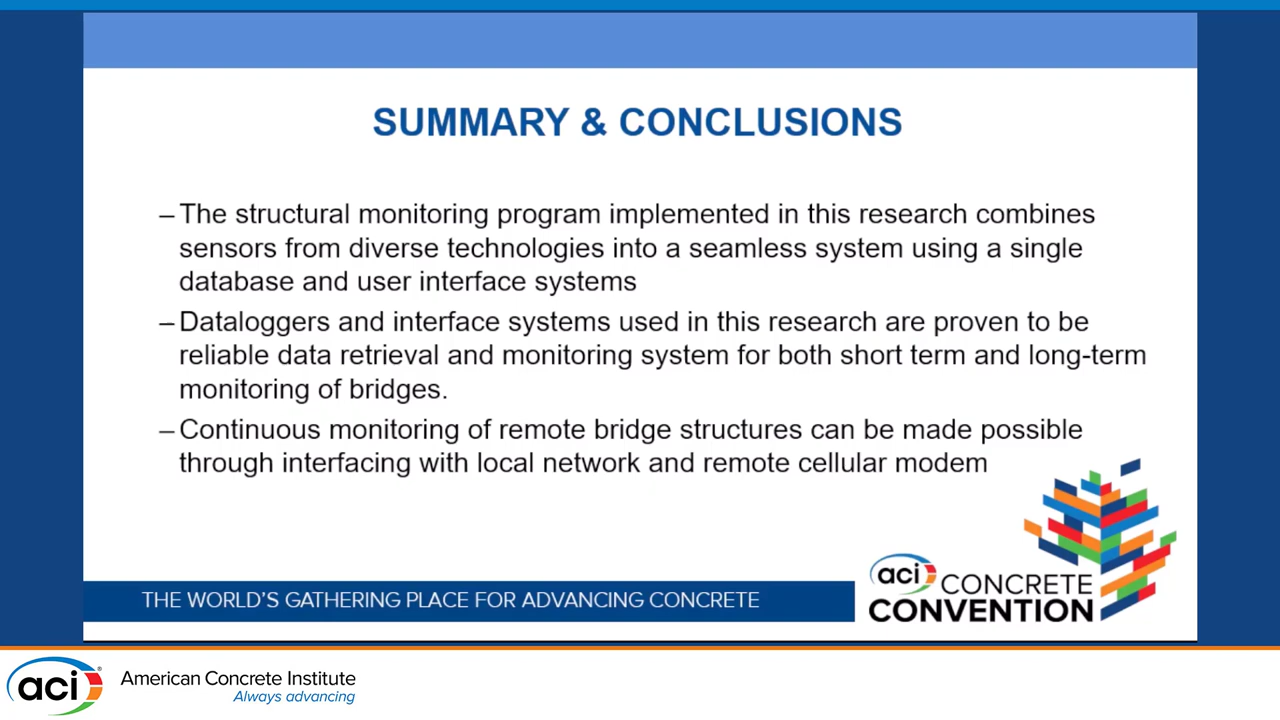 SUMMARY & CONCLUSIONS
– The structural monitoring program implemented in this research combines
sensors from diverse technologies into a seamless system using a single
database and user interface systems
– Dataloggers and interface systems used in this research are proven to be
reliable data retrieval and monitoring system for both short term and long-term
monitoring of bridges.
– Continuous monitoring of remote bridge structures can be made possible
through interfacing with local network and remote cellular modem
THE WORLD'S GATHERING PLACE FOR ADVANCING CONCRETE
aci CONCRETE
CONVENTION
aci®
American Concrete Institute
Always advancing